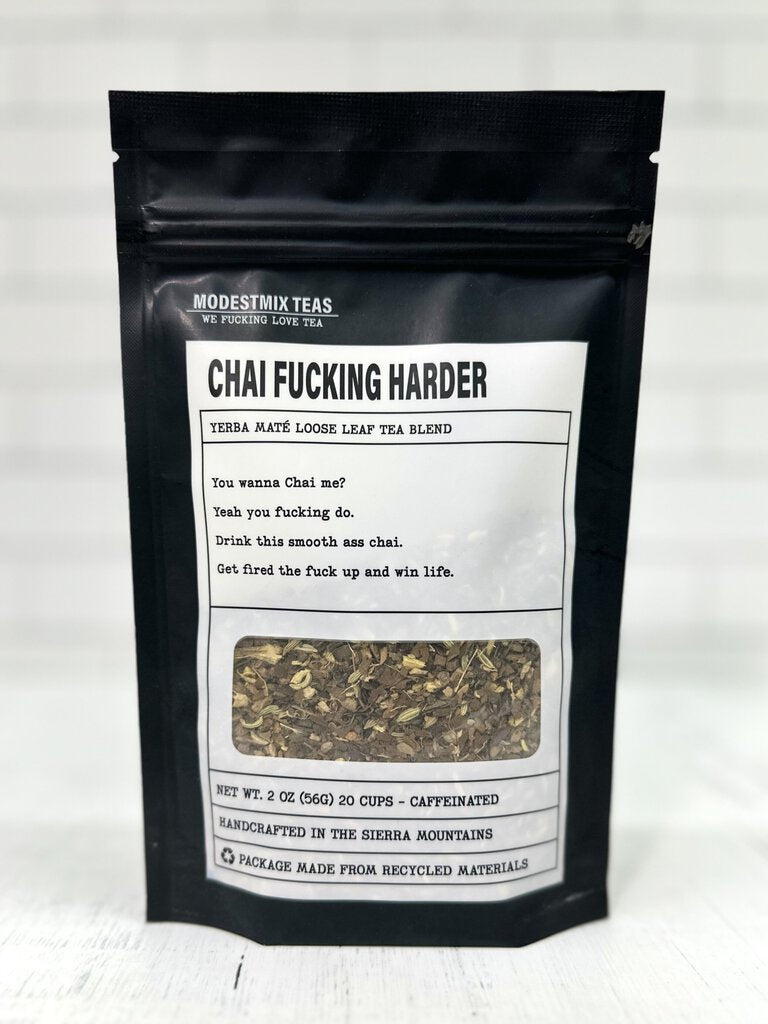 MODESTMIX TEAS
WE FUCKING LOVE TEA
CHAI FUCKING HARDER
YERBA MATÉ LOOSE LEAF TEA BLEND
You wanna Chai me?
Yeah you fucking do.
Drink this smooth ass chai.
Get fired the fuck up and win life.
NET WT. 2 OZ (56G) 20 CUPS - CAFFEINATED
HANDCRAFTED IN THE SIERRA MOUNTAINS
PACKAGE MADE FROM RECYCLED MATERIALS